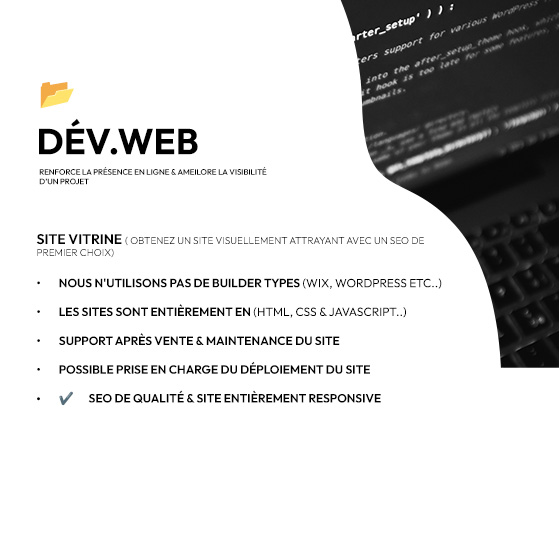 arter_setup' ) ) :
ters support for various WordPress
into the after_setup_theme hook, which
it hook is too late for some features,
umbnails.
DÉV.WEB
RENFORCE LA PRÉSENCE EN LIGNE & AMEILORE LA VISIBILITÉ
D'UN PROJET
SITE VITRINE ( OBTENEZ UN SITE VISUELLEMENT ATTRAYANT AVEC UN SEO DE
PREMIER CHOIX)
• NOUS N'UTILISONS PAS DE BUILDER TYPES (WIX, WORDPRESS ETC..)
• LES SITES SONT ENTIÈREMENT EN (HTML, CSS & JAVASCRIPT..)
• SUPPORT APRÈS VENTE & MAINTENANCE DU SITE
• POSSIBLE PRISE EN CHARGE DU DÉPLOIEMENT DU SITE
• ✔ SEO DE QUALITÉ & SITE ENTIÈREMENT RESPONSIVE